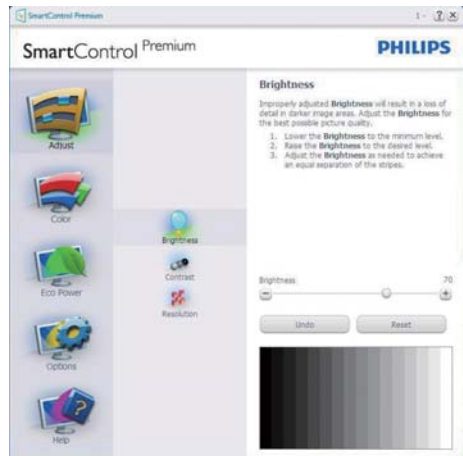 SmartControl Premium
SmartControl Premium
PHILIPS
Adjust
Color
Eco Power
Options
Help
Brightness
Contrast
Resolution
Brightness
Improperly adjusted Brightness will result in a loss of
detail in darker image areas. Adjust the Brightness for
the best possible picture quality.
1. Lower the Brightness to the minimum level.
2. Raise the Brightness to the desired level.
3. Adjust the Brightness as needed to achieve
an equal separation of the stripes.
Brightness 70
Undo Reset